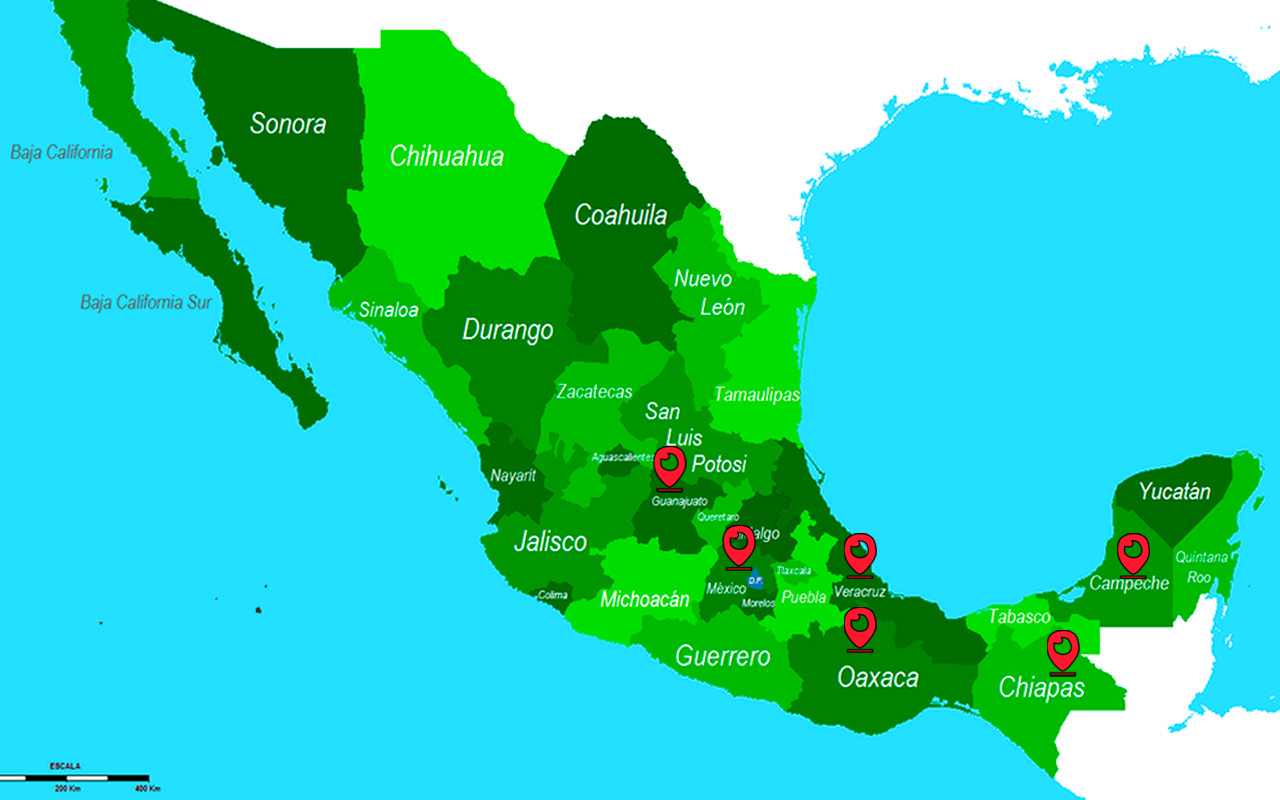 Sonora
Baja California
Chihuahua
Coahuila
Nuevo
León
Baja California Sur
Sinaloa
Durango
Zacatecas
Tamaulipas
San
Luis
Potosi
Aguascalientes
Nayarit
Guanajuato
Queretaro
Yucatán
Jalisco
algo
Quintana
Roo
Tlaxcala
D.F.
Campeche
México
Colima
Michoacán
Morelos
Puebla
Veracruz
Tabasco
Guerrero
Oaxaca
Chiapas
ESCALA
200 Km
400 Km